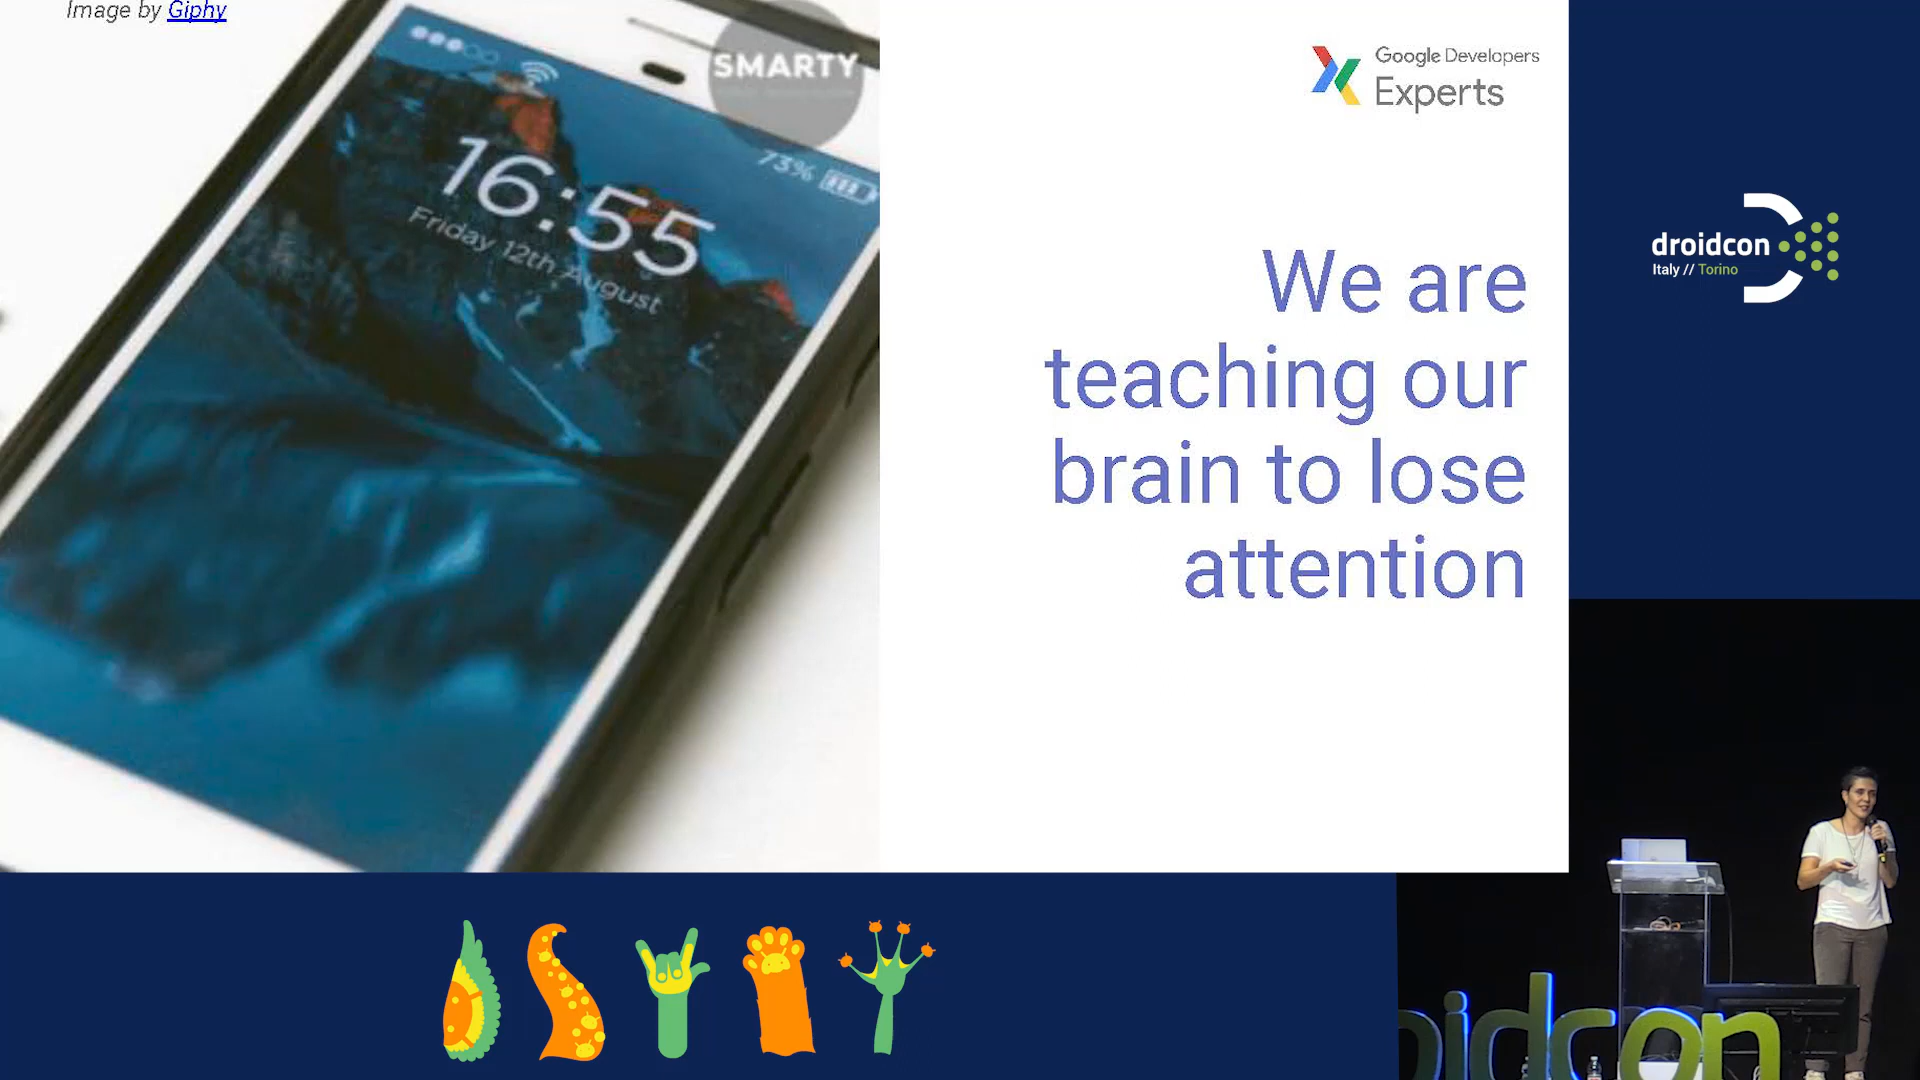 Image by Giphy
SMARTY
73%
16:55
Friday 12th August
Google Developers
Experts
We are
teaching our
brain to lose
attention
droidcon
Italy // Torino
oidcon